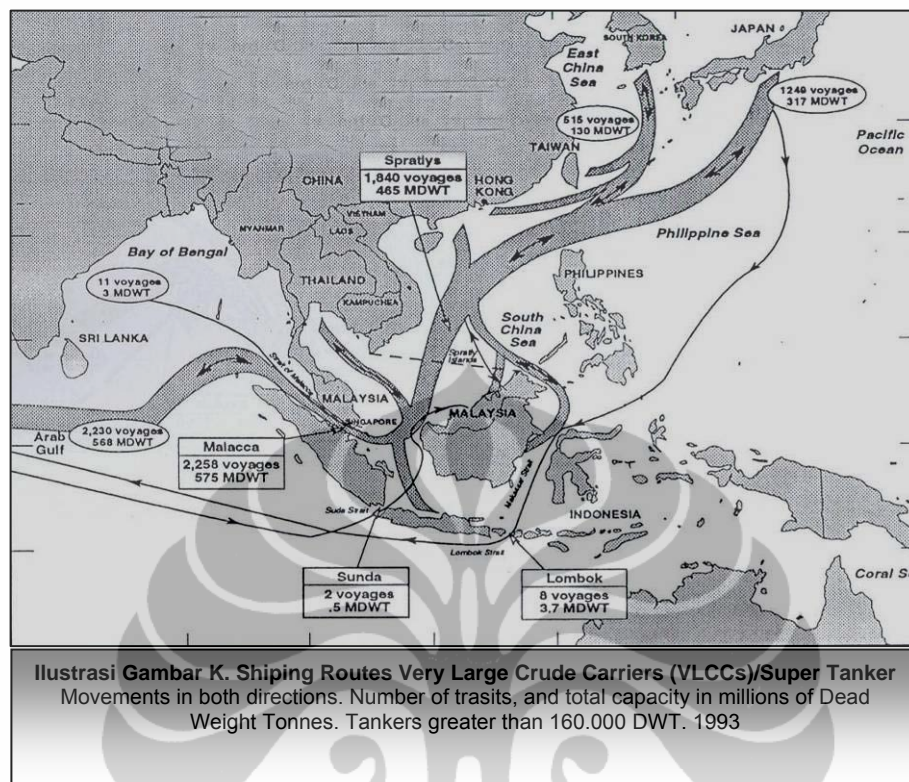 JAPAN
SOUTH KOREA
East
China
Sea
1249 voyages
317 MDWT
515 voyages
130 MDWT
TAIWAN
Pacific
Ocean
Spratlys
1,840 voyages
465 MDWT
CHINA
HONG
KONG
VIETNAM
MYANMAR
LAOS
Philippine Sea
Bay of Bengal
THAILAND
PHILIPPINES
11 voyages
3 MDWT
KAMPUCHEA
South
China
Sea
SRI LANKA
Spratly
Islands
Strait of Malacca
MALAYSIA
MALAYSIA
SINGAPORE
Arab
Gulf
2,230 voyages
568 MDWT
Malacca
2,258 voyages
575 MDWT
Makassar Strait
INDONESIA
Suda Strait
Lombok Strait
Sunda
2 voyages
.5 MDWT
Lombok
8 voyages
3.7 MDWT
Coral S
Ilustrasi Gambar K. Shiping Routes Very Large Crude Carriers (VLCCs)/Super Tanker
Movements in both directions. Number of trasits, and total capacity in millions of Dead
Weight Tonnes. Tankers greater than 160.000 DWT. 1993